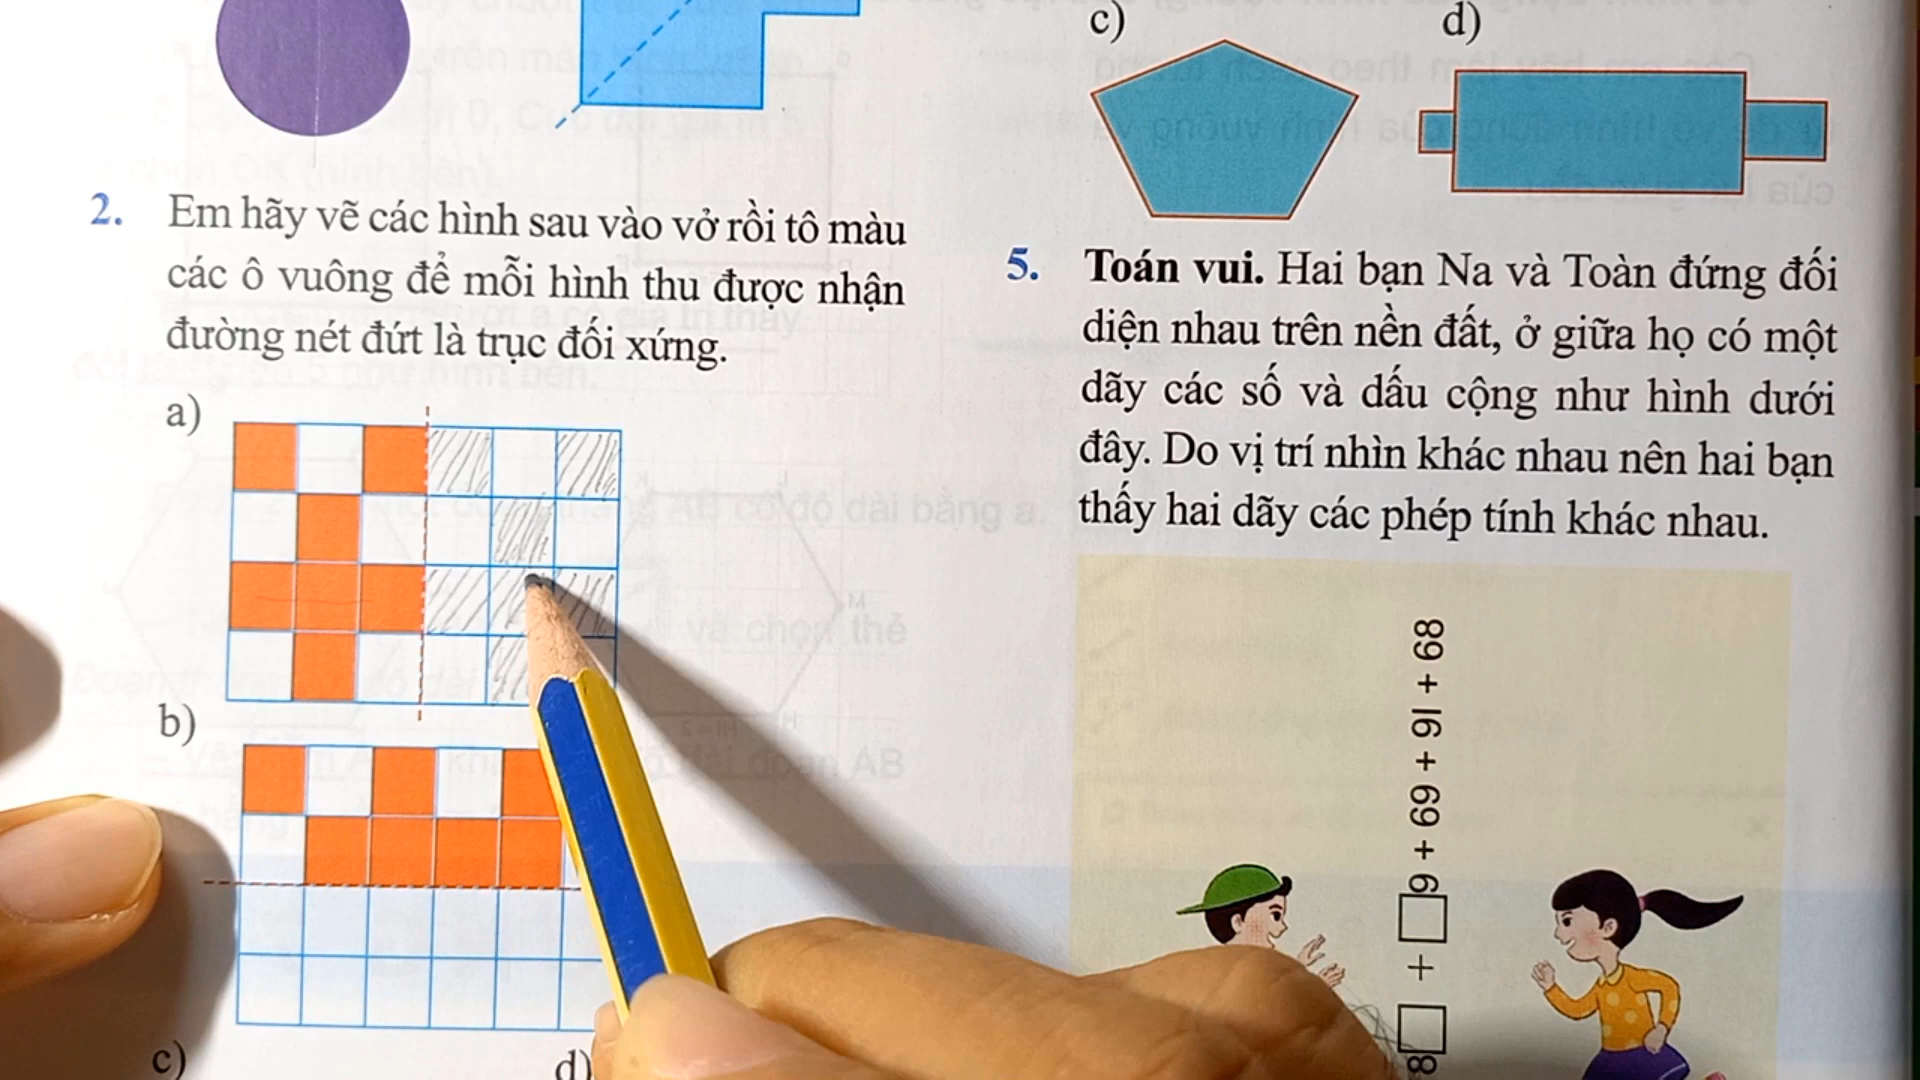 2. Em hãy vẽ các hình sau vào vở rồi tô màu
các ô vuông để mỗi hình thu được nhận
đường nét đứt là trục đối xứng.
a)
b)
c)
d)
c)
d)
5. Toán vui. Hai bạn Na và Toàn đứng đối
diện nhau trên nền đất, ở giữa họ có một
dãy các số và dấu cộng như hình dưới
đây. Do vị trí nhìn khác nhau nên hai bạn
thấy hai dãy các phép tính khác nhau.
89 + 16 + 69 + 6□ + □8